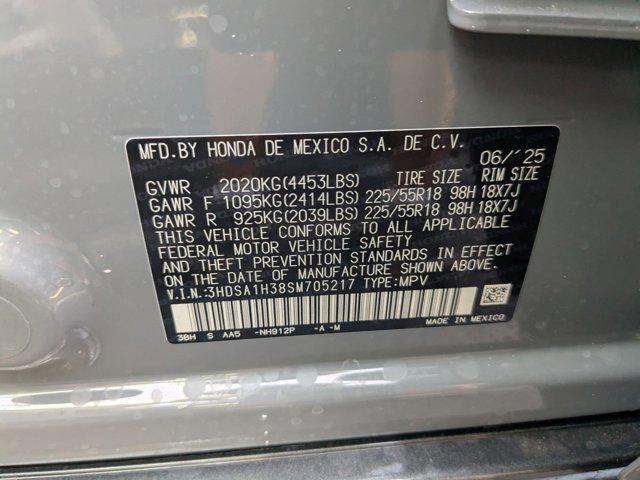 MFD.BY HONDA DE MEXICO S.A. DE C.V. 06/'25
GVWR 2020KG(4453LBS) TIRE SIZE RIM SIZE
GAWR F 1095KG(2414LBS) 225/55R18 98H 18X7J
GAWR R 925KG(2039LBS) 225/55R18 98H 18X7J
THIS VEHICLE CONFORMS TO ALL APPLICABLE
FEDERAL MOTOR VEHICLE SAFETY
AND THEFT PREVENTION STANDARDS IN EFFECT
ON THE DATE OF MANUFACTURE SHOWN ABOVE.
V.I.N.:3HDSA1H38SM705217 TYPE:MPV
3BH S AA5 -NH912P -A -M MADE IN MEXICO